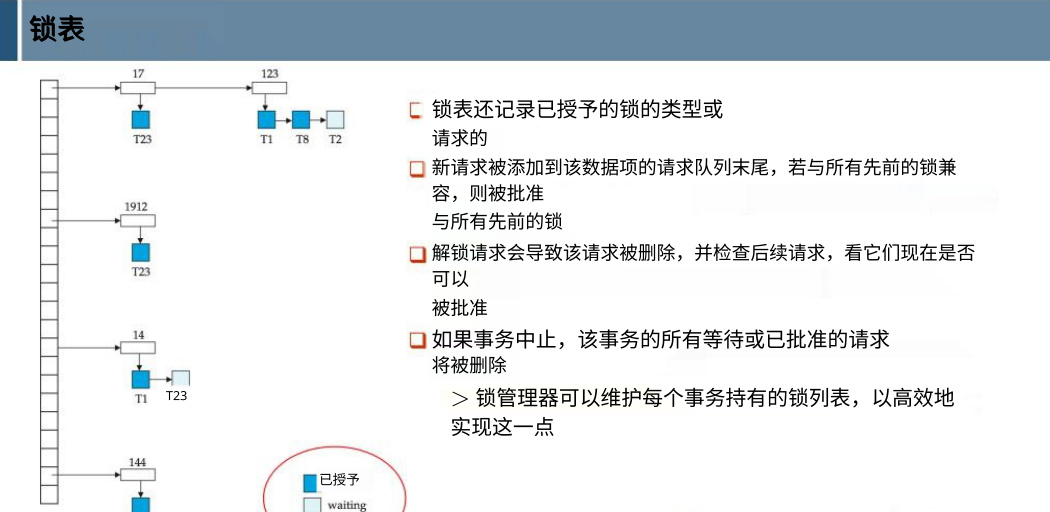 锁表
17
123
T23
T1
T8
T2
1912
T23
14
T1
T23
144
已授予
waiting
锁表还记录已授予的锁的类型或
请求的
新请求被添加到该数据项的请求队列末尾，若与所有先前的锁兼
容，则被批准
与所有先前的锁
解锁请求会导致该请求被删除，并检查后续请求，看它们现在是否
可以
被批准
如果事务中止，该事务的所有等待或已批准的请求
将被删除
> 锁管理器可以维护每个事务持有的锁列表，以高效地
实现这一点